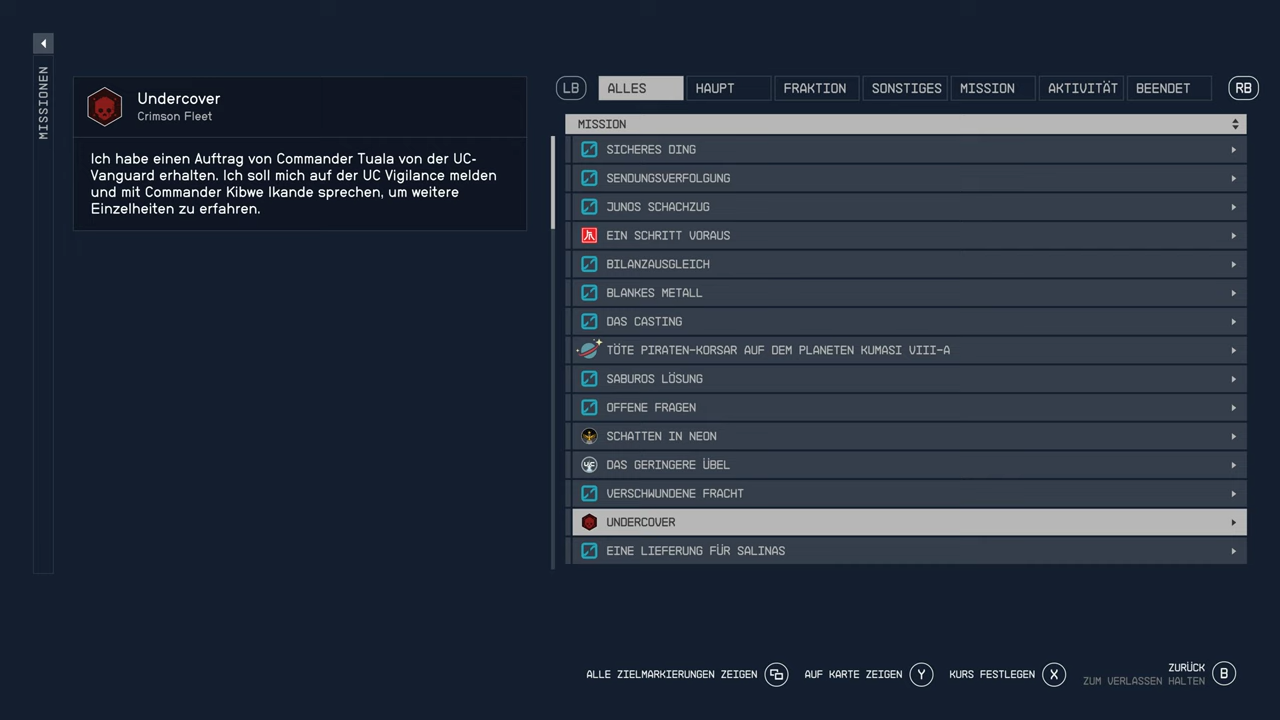 MISSIONEN
Undercover
Crimson Fleet
Ich habe einen Auftrag von Commander Tuala von der UC-
Vanguard erhalten. Ich soll mich auf der UC Vigilance melden
und mit Commander Kibwe Ikande sprechen, um weitere
Einzelheiten zu erfahren.
LB ALLES HAUPT FRAKTION SONSTIGES MISSION AKTIVITÄT BEENDET RB
MISSION
SICHERES DING
SENDUNGSVERFOLGUNG
JUNOS SCHACHZUG
EIN SCHRITT VORAUS
BILANZAUSGLEICH
BLANKES METALL
DAS CASTING
TÖTE PIRATEN-KORSAR AUF DEM PLANETEN KUMASI VIII-A
SABUROS LÖSUNG
OFFENE FRAGEN
SCHATTEN IN NEON
UC DAS GERINGERE ÜBEL
VERSCHWUNDENE FRACHT
UNDERCOVER
EINE LIEFERUNG FÜR SALINAS
ALLE ZIELMARKIERUNGEN ZEIGEN AUF KARTE ZEIGEN Y KURS FESTLEGEN X ZURÜCK B
ZUM VERLASSEN HALTEN